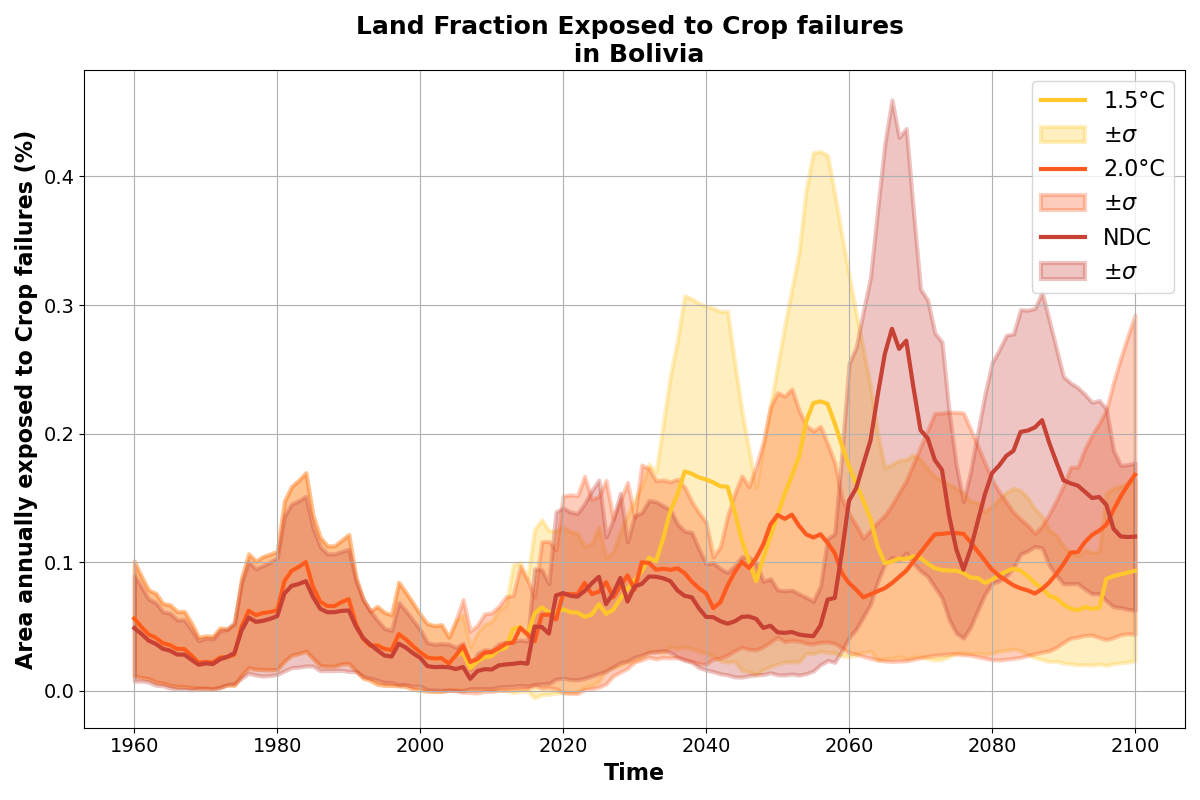 Land Fraction Exposed to Crop failures
in Bolivia
Area annually exposed to Crop failures (%)
0.4
0.3
0.2
0.1
0.0
1960 1980 2000 2020 2040 2060 2080 2100
Time
1.5°C
±σ
2.0°C
±σ
NDC
±σ